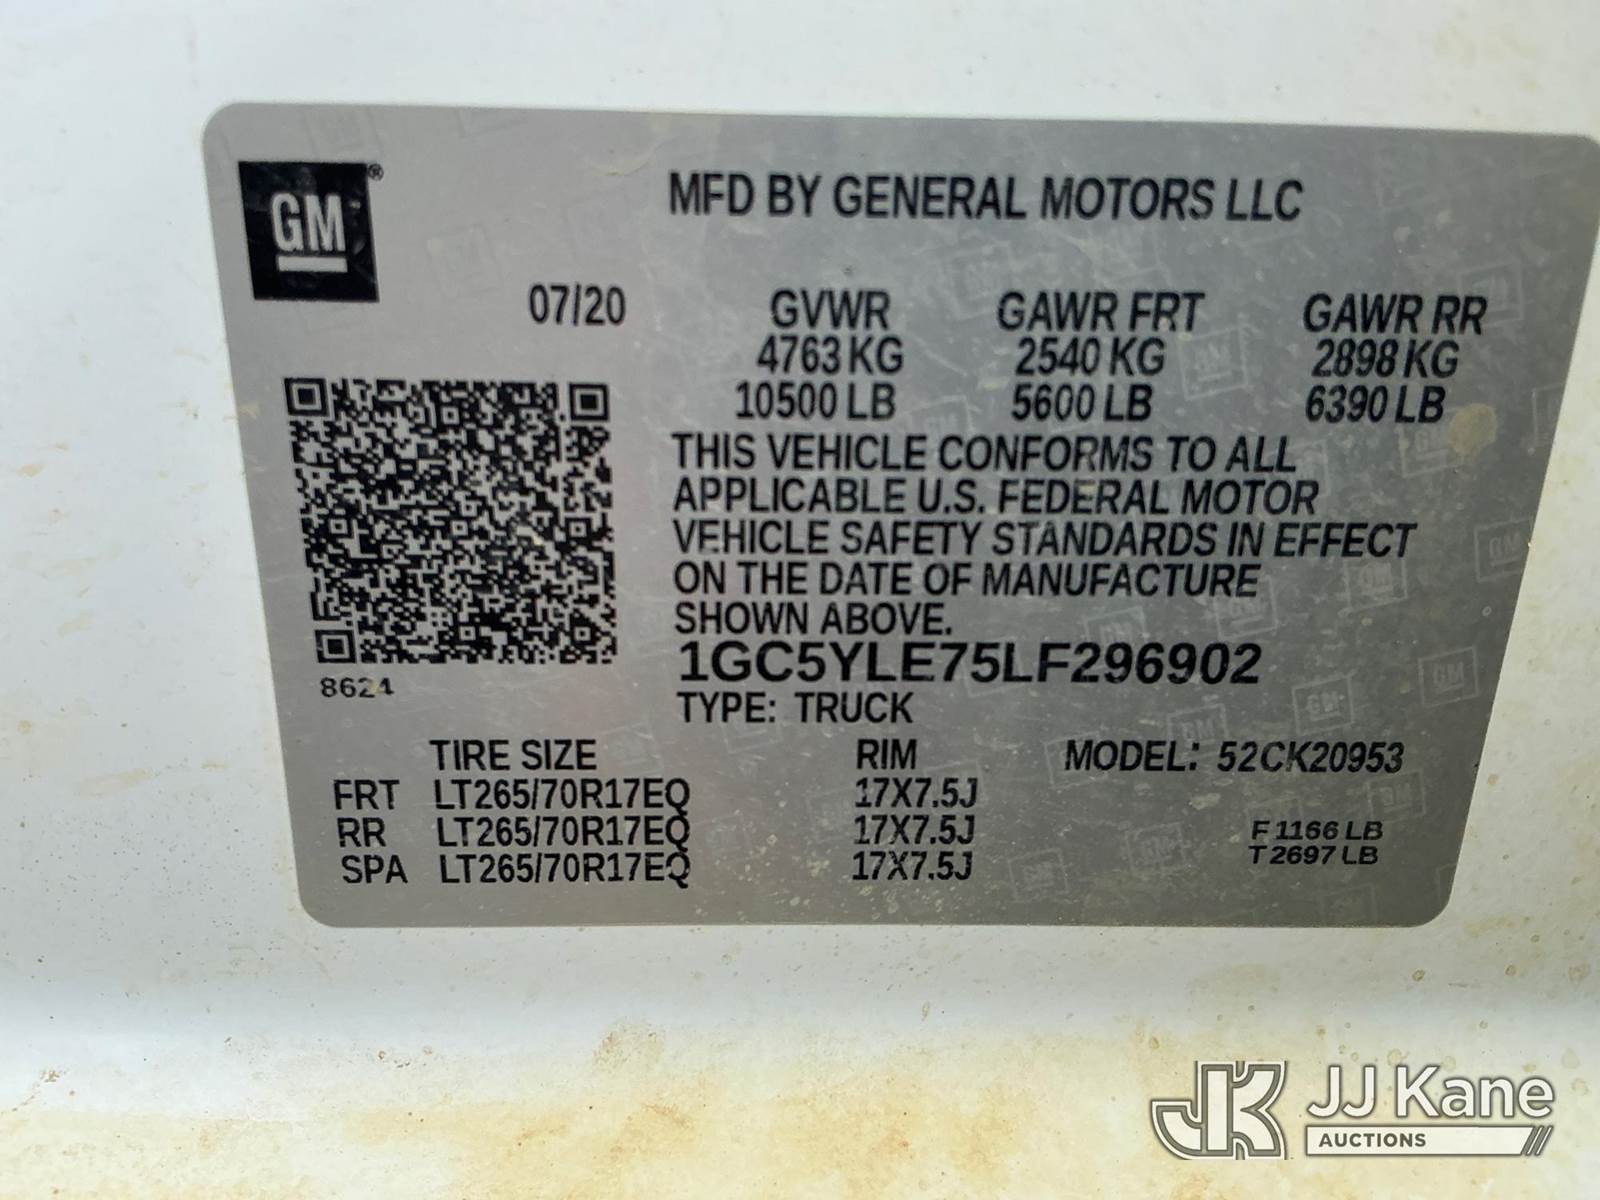 GM ®
MFD BY GENERAL MOTORS LLC
07/20 GVWR GAWR FRT GAWR RR
4763 KG 2540 KG 2898 KG
10500 LB 5600 LB 6390 LB
THIS VEHICLE CONFORMS TO ALL
APPLICABLE U.S. FEDERAL MOTOR
VEHICLE SAFETY STANDARDS IN EFFECT
ON THE DATE OF MANUFACTURE
SHOWN ABOVE.
1GC5YLE75LF296902
8624
TYPE: TRUCK
TIRE SIZE RIM MODEL: 52CK20953
FRT LT265/70R17EQ 17X7.5J
RR LT265/70R17EQ 17X7.5J F 1166 LB
SPA LT265/70R17EQ 17X7.5J T 2697 LB
JK JJ Kane
AUCTIONS